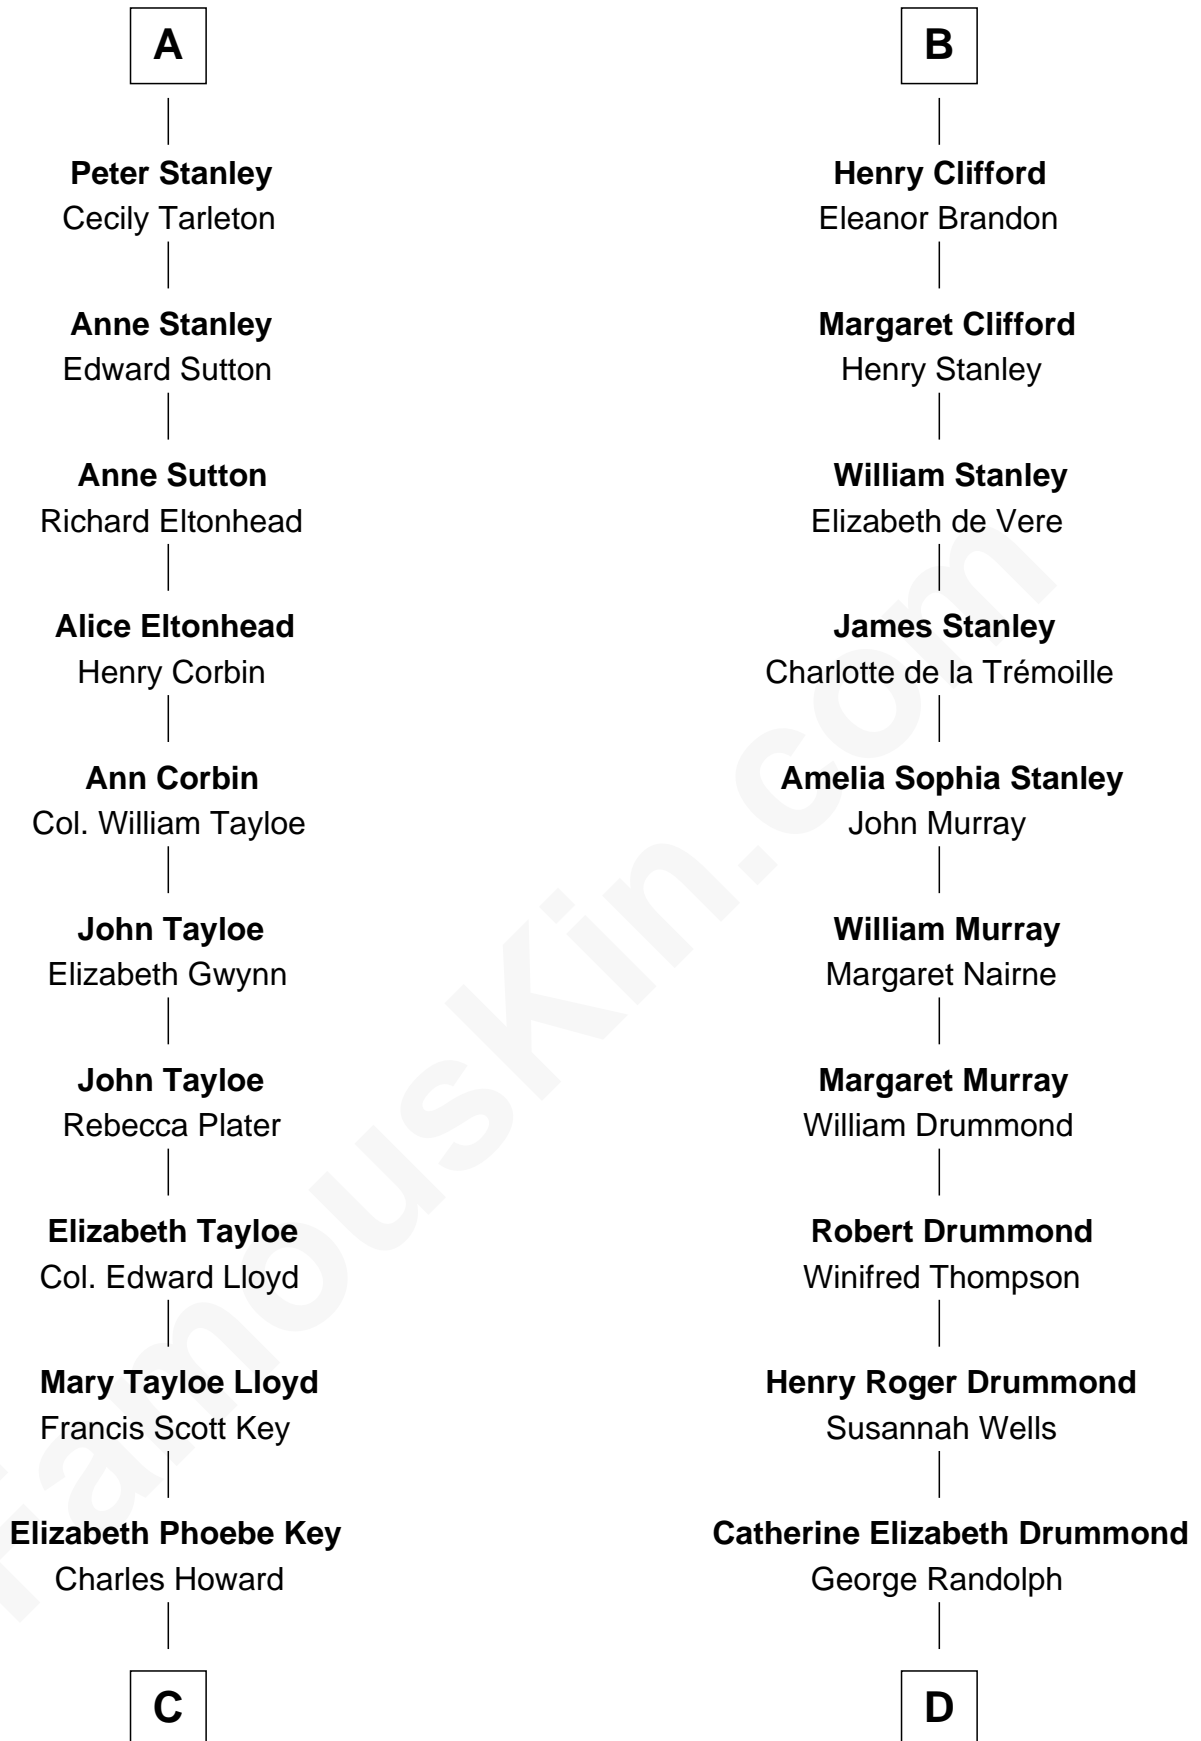 A
Peter Stanley
Cecily Tarleton
Anne Stanley
Edward Sutton
Anne Sutton
Richard Eltonhead
Alice Eltonhead
Henry Corbin
Ann Corbin
Col. William Tayloe
John Tayloe
Elizabeth Gwynn
John Tayloe
Rebecca Plater
Elizabeth Tayloe
Col. Edward Lloyd
Mary Tayloe Lloyd
Francis Scott Key
Elizabeth Phoebe Key
Charles Howard
C
B
Henry Clifford
Eleanor Brandon
Margaret Clifford
Henry Stanley
William Stanley
Elizabeth de Vere
James Stanley
Charlotte de la Trémoille
Amelia Sophia Stanley
John Murray
William Murray
Margaret Nairne
Margaret Murray
William Drummond
Robert Drummond
Winifred Thompson
Henry Roger Drummond
Susannah Wells
Catherine Elizabeth Drummond
George Randolph
D
FamousKin.com